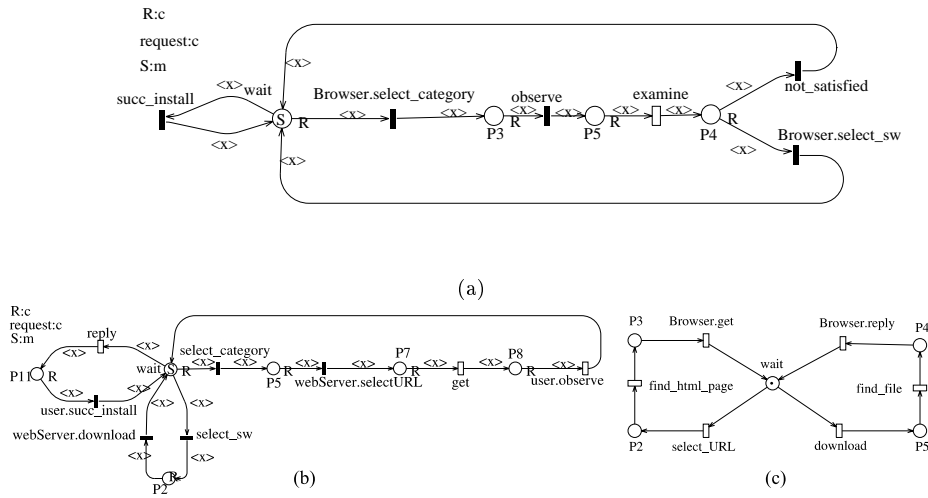 R:c
request:c
S:m
<x>
<x>
<x>
wait
succ_install
S
R
<x>
<x>
Browser.select_category
<x>
<x>
P3
R
<x>
observe
<x>
P5
R
<x>
examine
<x>
P4
R
<x>
not_satisfied
<x>
Browser.select_sw
(a)
R:c
request:c
S:m
reply
<x>
<x>
P11
R
<x>
user.succ_install
<x>
wait
S
R
select_category
<x>
<x>
P5
R
<x>
webServer.selectURL
<x>
P7
R
<x>
get
<x>
P8
R
<x>
user.observe
webServer.download
<x>
<x>
select_sw
<x>
<x>
P2
R
(b)
P3
Browser.get
Browser.reply
P4
wait
find_html_page
find_file
P2
select_URL
download
P5
(c)